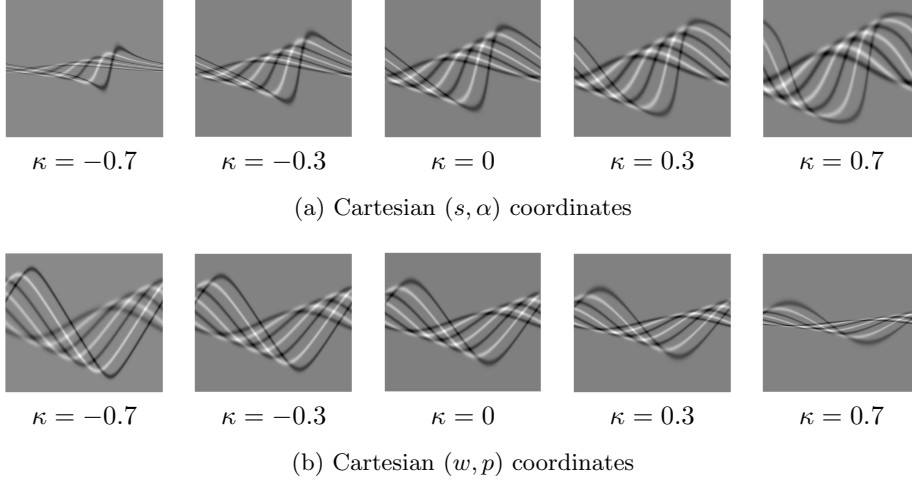 κ = −0.7 κ = −0.3 κ = 0 κ = 0.3 κ = 0.7
(a) Cartesian (s, α) coordinates
κ = −0.7 κ = −0.3 κ = 0 κ = 0.3 κ = 0.7
(b) Cartesian (w, p) coordinates